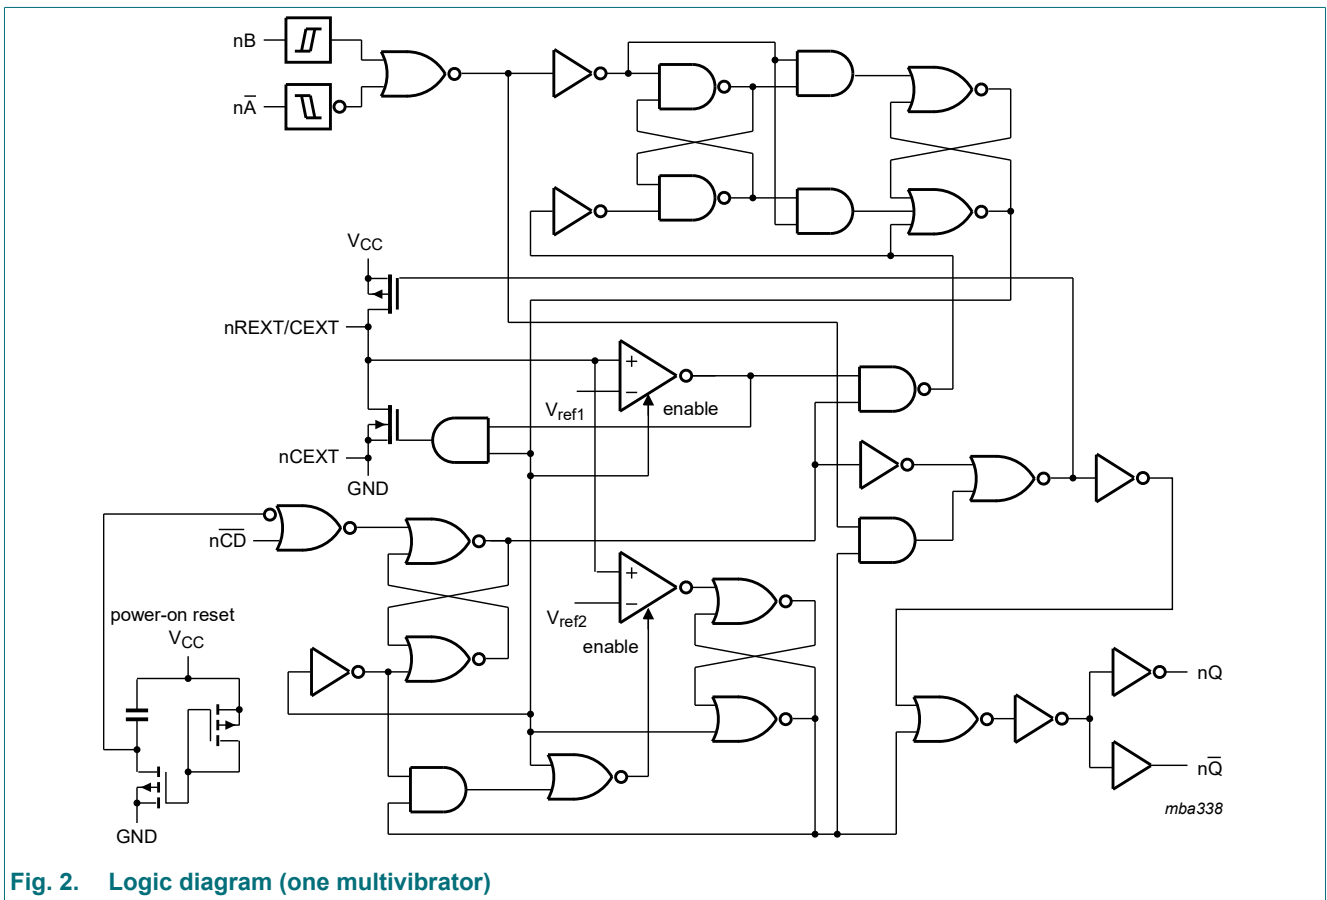 nB
nA̅
VCC
nREXT/CEXT
+
−
Vref1
enable
nCEXT
GND
nC̅D̅
power-on reset
VCC
+
−
Vref2
enable
nQ
nQ̅
GND
mba338
Fig. 2. Logic diagram (one multivibrator)